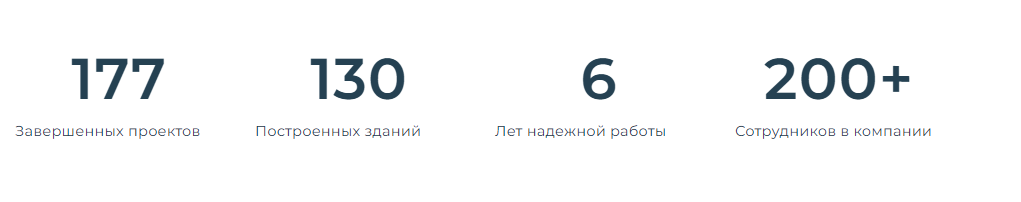 177 130 6 200+
Завершенных проектов Построенных зданий Лет надежной работы Сотрудников в компании